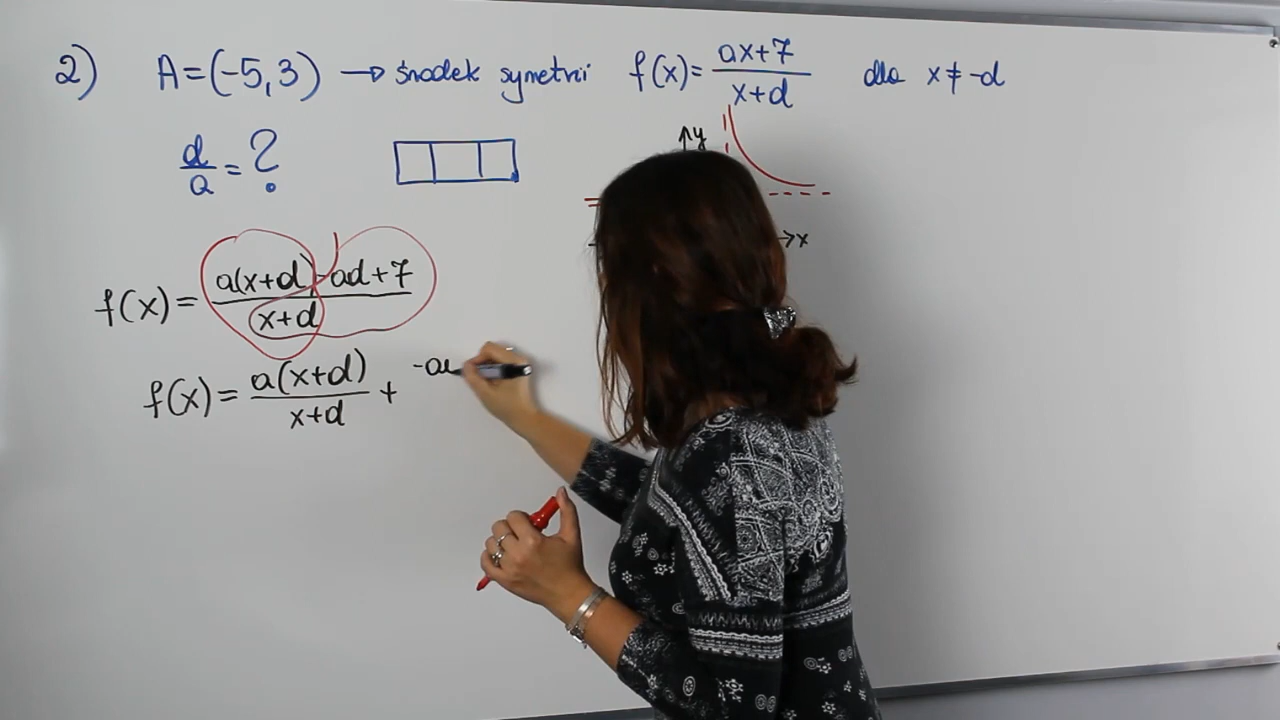 2) A=(-5,3) → środek symetrii f(x)= ax+7 / x+d dla x≠-d
d/a = ?
y
x
f(x)= a(x+d)-ad+7 / x+d
f(x)= a(x+d) / x+d + -a